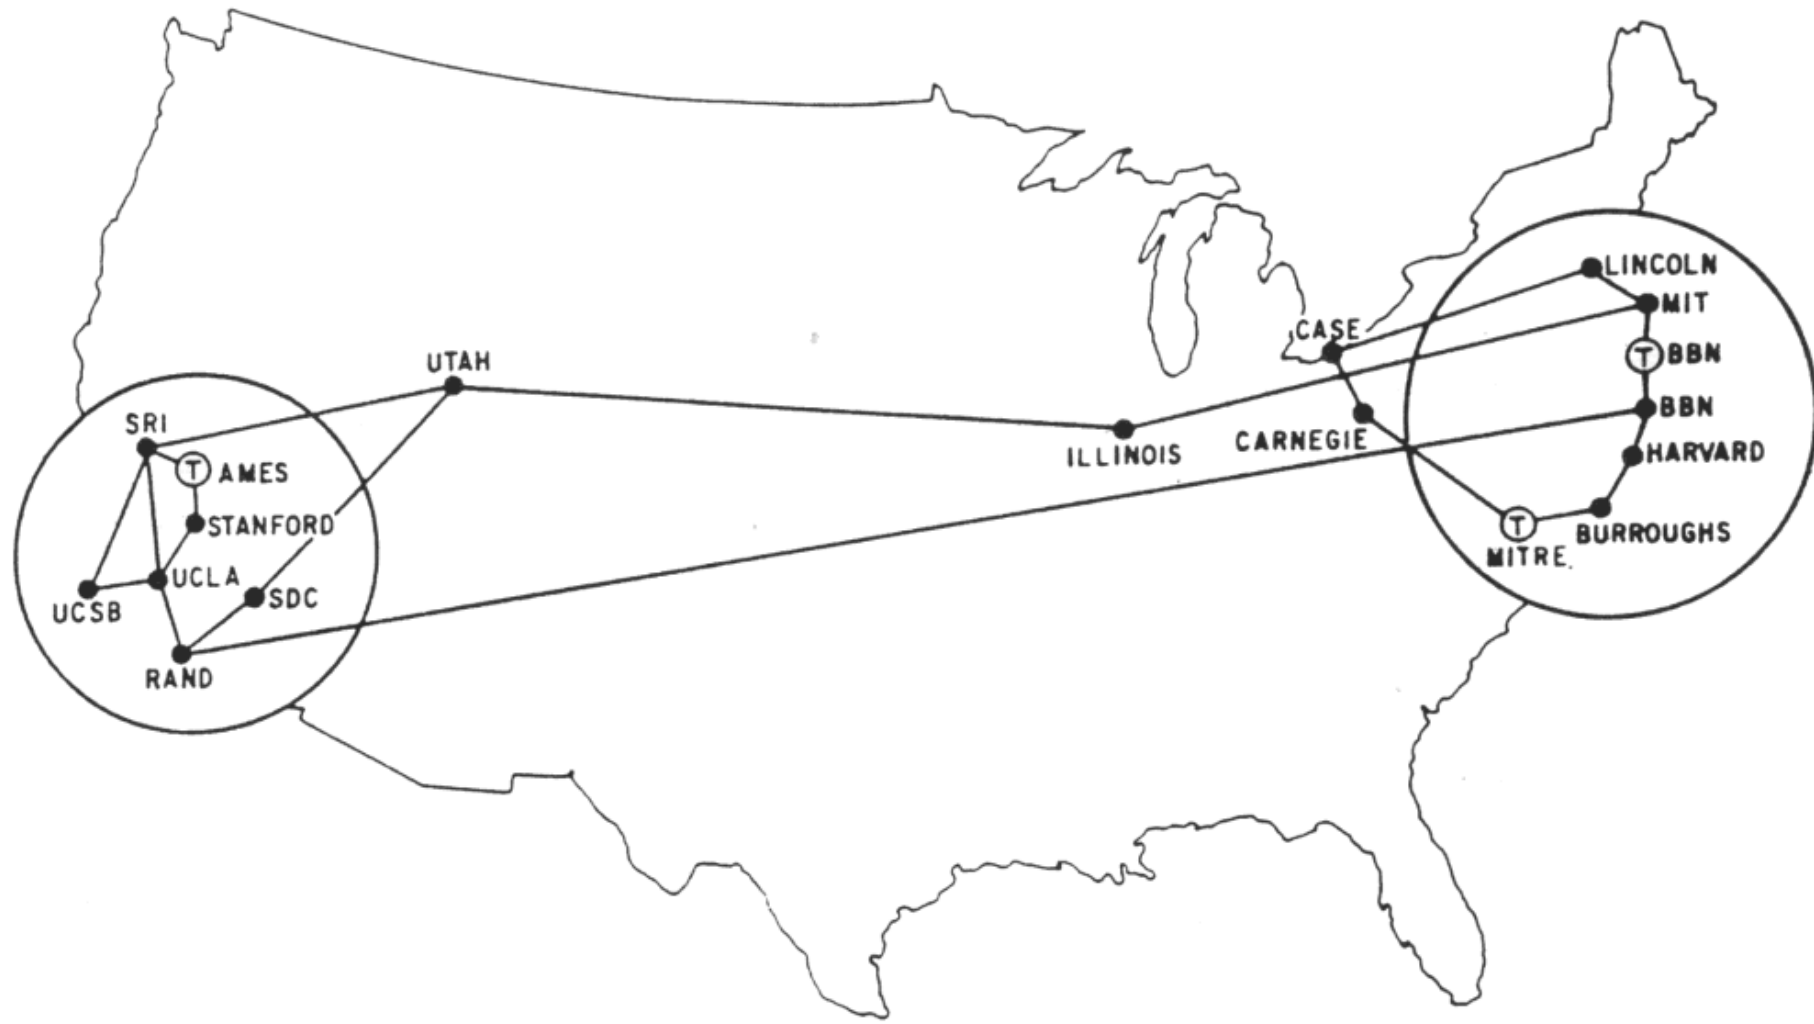 LINCOLN
MIT
CASE
T BBN
UTAH
BBN
SRI
CARNEGIE
ILLINOIS
HARVARD
T AMES
STANFORD
T
BURROUGHS
MITRE.
UCLA
SDC
UCSB
RAND